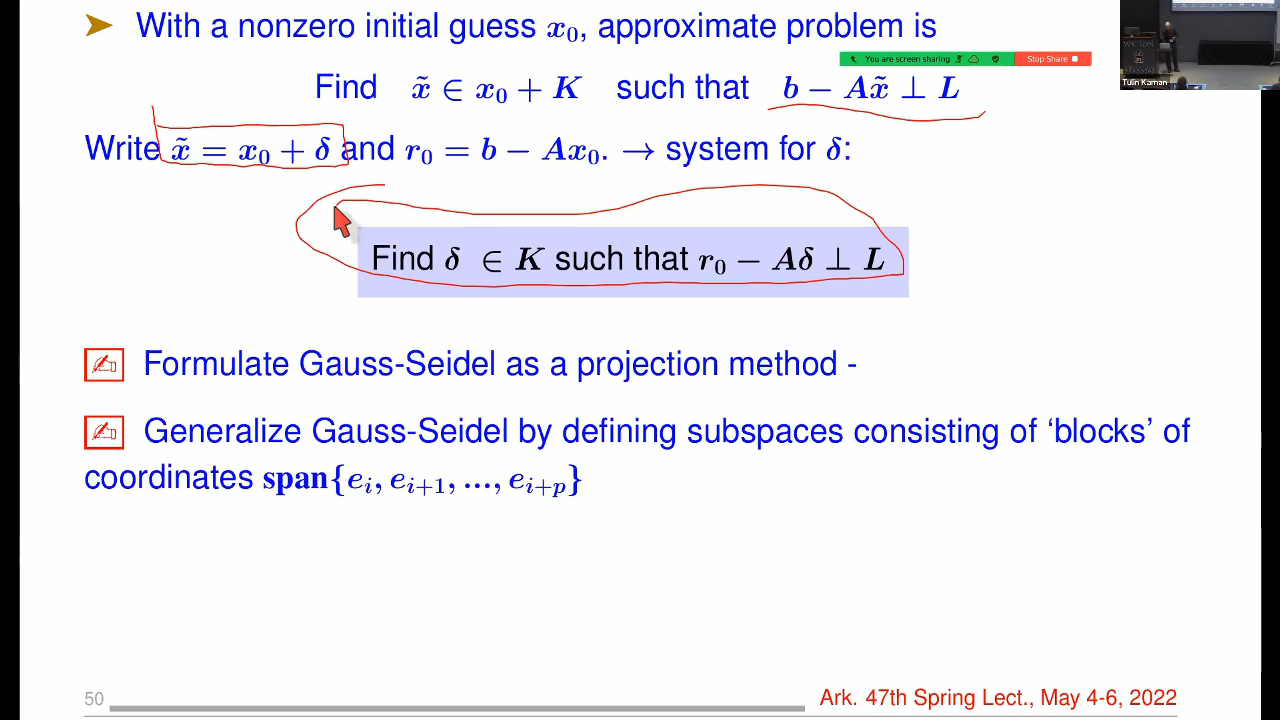 ➤ With a nonzero initial guess x₀, approximate problem is
You are screen sharing Stop Share
Tulin Kaman
Find x̃ ∈ x₀ + K such that b − Ax̃ ⊥ L
Write x̃ = x₀ + δ and r₀ = b − Ax₀. → system for δ:
Find δ ∈ K such that r₀ − Aδ ⊥ L
Formulate Gauss-Seidel as a projection method -
Generalize Gauss-Seidel by defining subspaces consisting of ‘blocks’ of
coordinates span{eᵢ, eᵢ₊₁, ..., eᵢ₊ₚ}
50
Ark. 47th Spring Lect., May 4-6, 2022